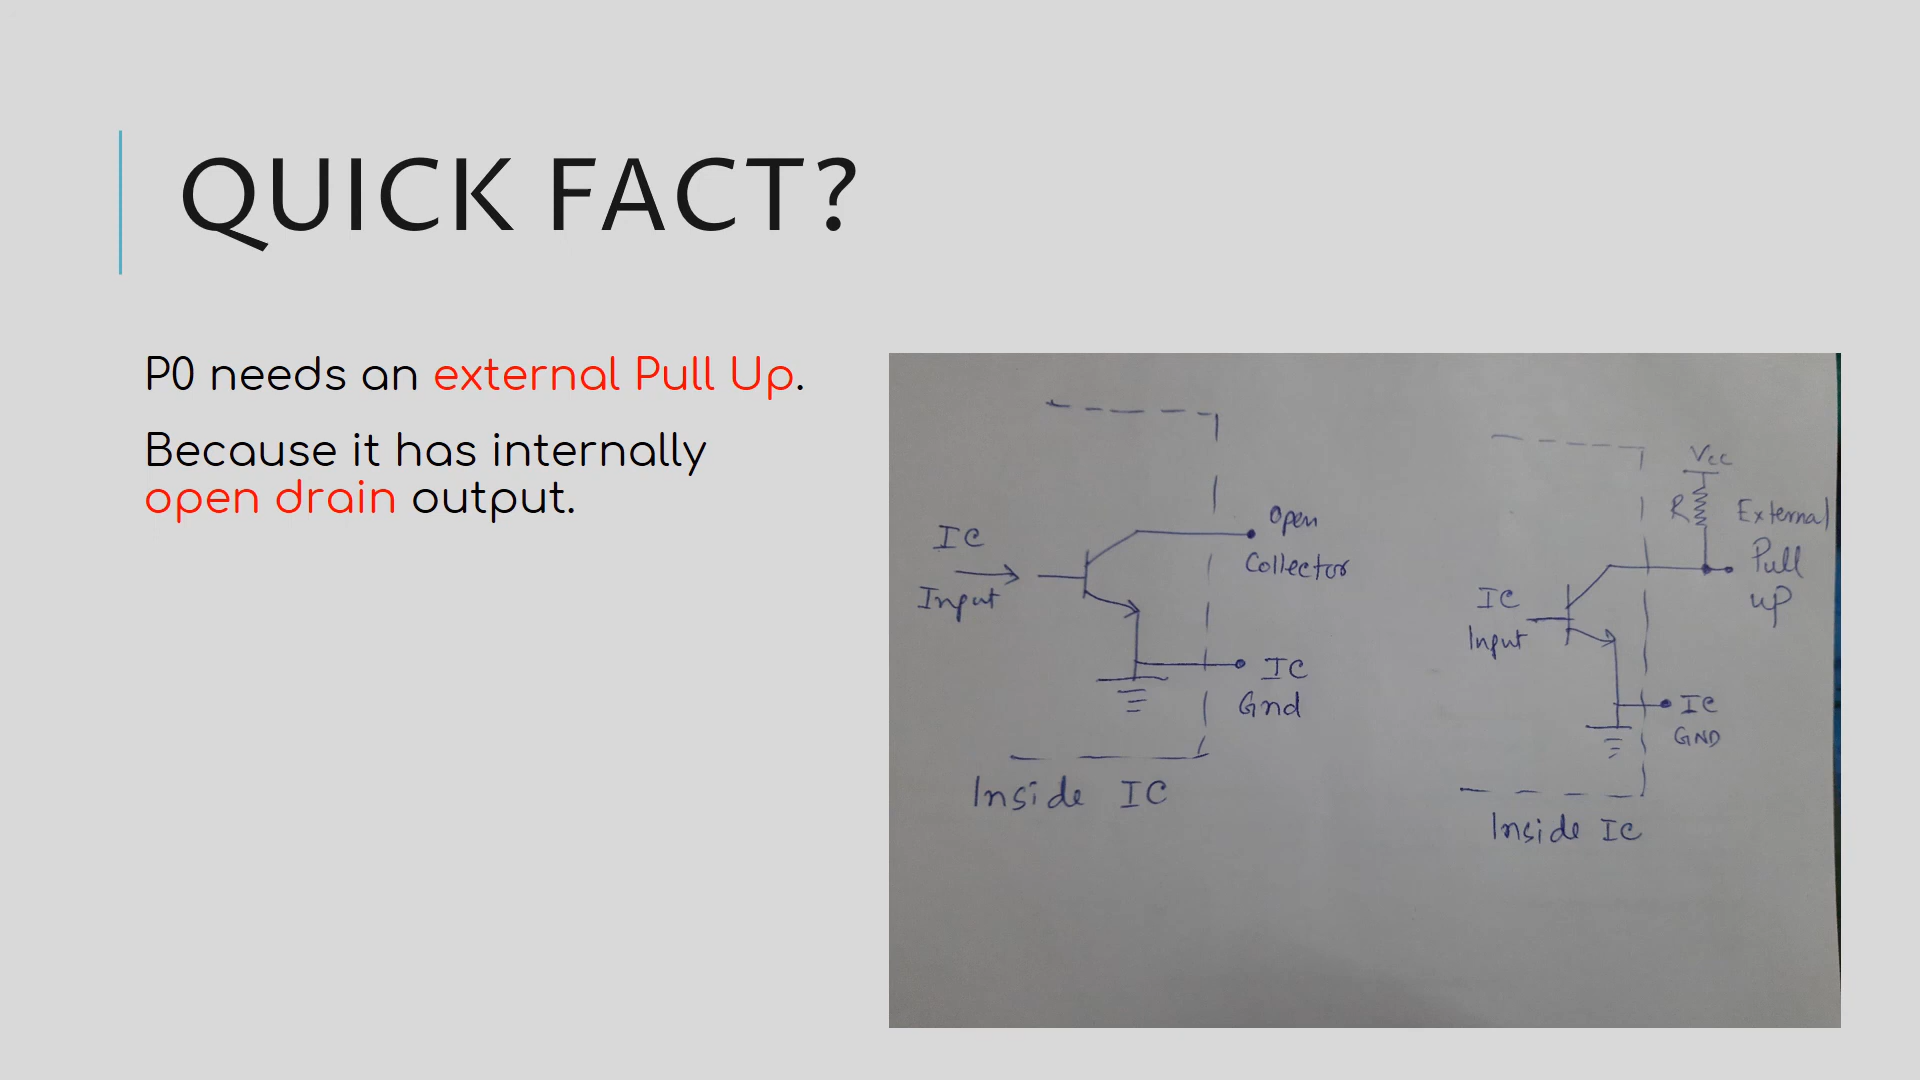 QUICK FACT?
P0 needs an external Pull Up.
Because it has internally
open drain output.
IC
Input
Open
Collector
IC
Gnd
Inside IC
Vcc
R
External
Pull
up
IC
Input
IC
GND
Inside IC